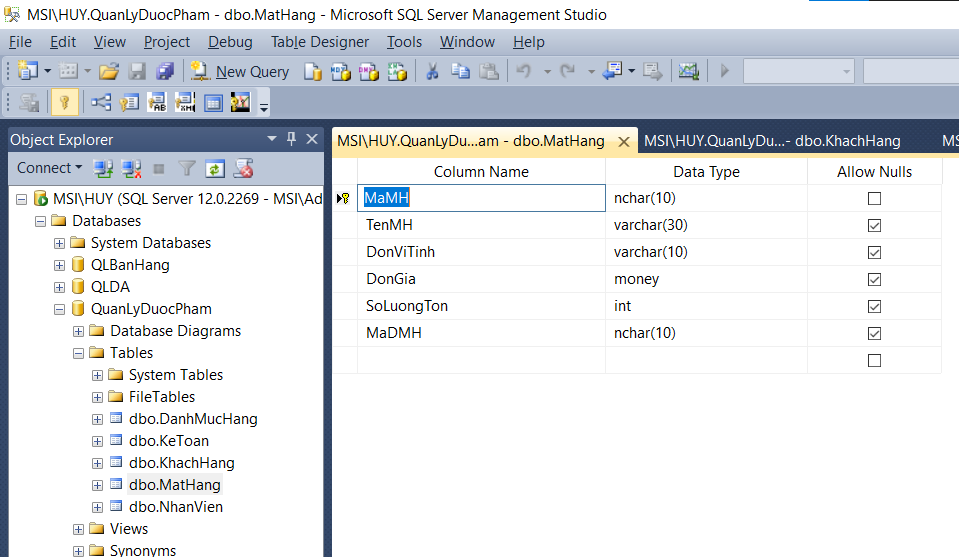 MSI\HUY.QuanLyDuocPham - dbo.MatHang - Microsoft SQL Server Management Studio
File Edit View Project Debug Table Designer Tools Window Help
New Query
Object Explorer
Connect
MSI\HUY (SQL Server 12.0.2269 - MSI\Ad
Databases
System Databases
QLBanHang
QLDA
QuanLyDuocPham
Database Diagrams
Tables
System Tables
FileTables
dbo.DanhMucHang
dbo.KeToan
dbo.KhachHang
dbo.MatHang
dbo.NhanVien
Views
Synonyms
MSI\HUY.QuanLyDu...am - dbo.MatHang MSI\HUY.QuanLyDu...- dbo.KhachHang MS
Column Name Data Type Allow Nulls
MaMH nchar(10)
TenMH varchar(30)
DonViTinh varchar(10)
DonGia money
SoLuongTon int
MaDMH nchar(10)